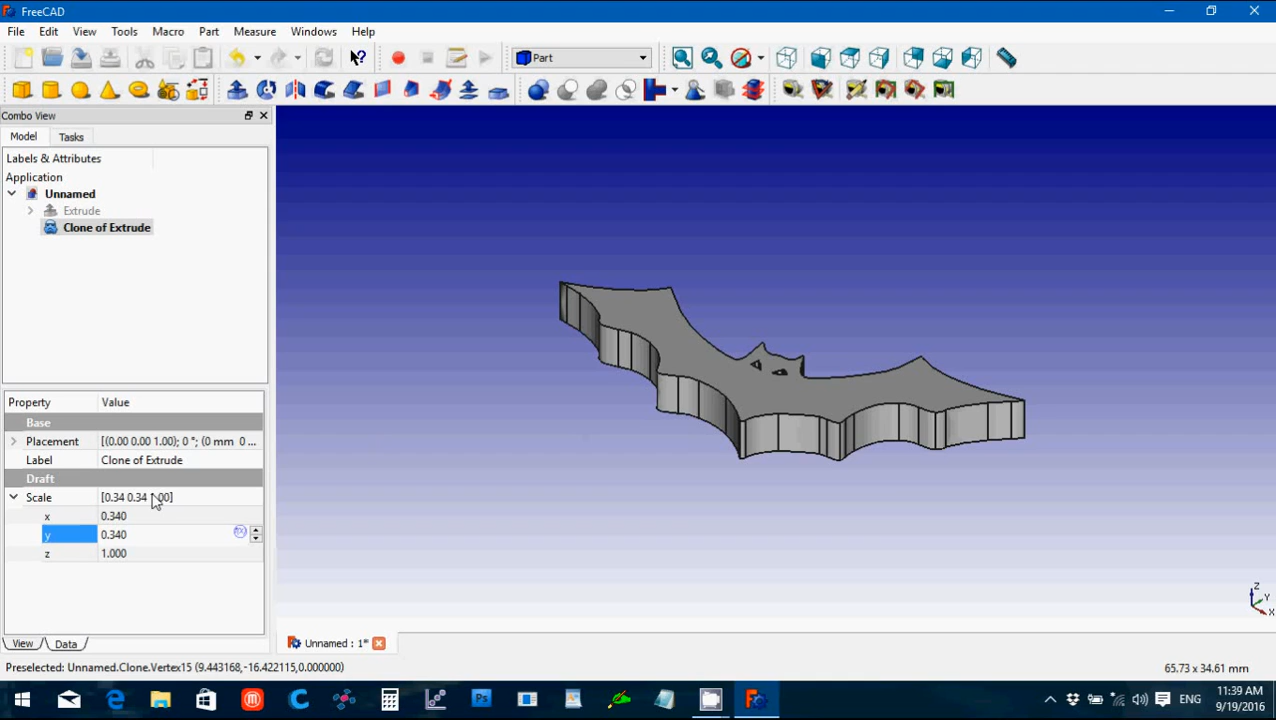 FreeCAD
File Edit View Tools Macro Part Measure Windows Help
Part
Combo View
Model Tasks
Labels & Attributes
Application
Unnamed
Extrude
Clone of Extrude
Property Value
Base
Placement [(0.00 0.00 1.00); 0 °; (0 mm 0 ...
Label Clone of Extrude
Draft
Scale [0.34 0.34 1.00]
x 0.340
y 0.340
z 1.000
View Data
Unnamed : 1*
Z
Y
X
Preselected: Unnamed.Clone.Vertex15 (9.443168,-16.422115,0.000000)
65.73 x 34.61 mm
ENG
11:39 AM
9/19/2016